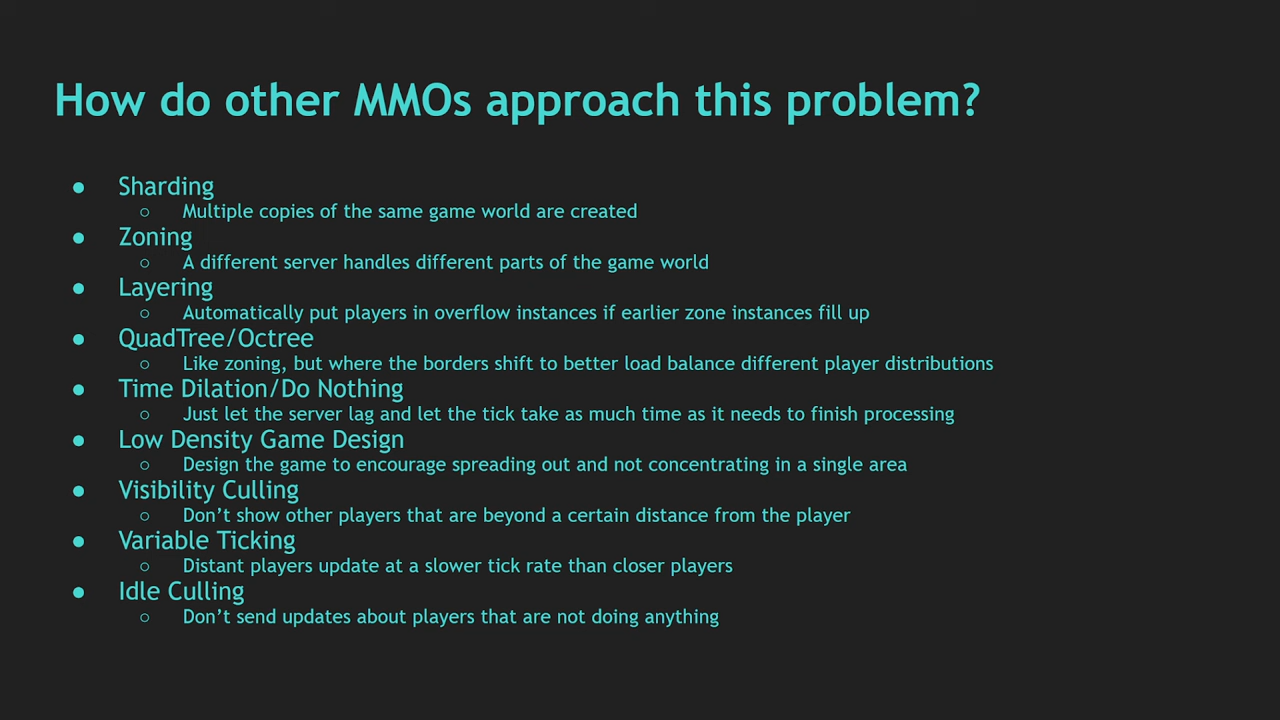 How do other MMOs approach this problem?
● Sharding
○ Multiple copies of the same game world are created
● Zoning
○ A different server handles different parts of the game world
● Layering
○ Automatically put players in overflow instances if earlier zone instances fill up
● QuadTree/Octree
○ Like zoning, but where the borders shift to better load balance different player distributions
● Time Dilation/Do Nothing
○ Just let the server lag and let the tick take as much time as it needs to finish processing
● Low Density Game Design
○ Design the game to encourage spreading out and not concentrating in a single area
● Visibility Culling
○ Don’t show other players that are beyond a certain distance from the player
● Variable Ticking
○ Distant players update at a slower tick rate than closer players
● Idle Culling
○ Don’t send updates about players that are not doing anything